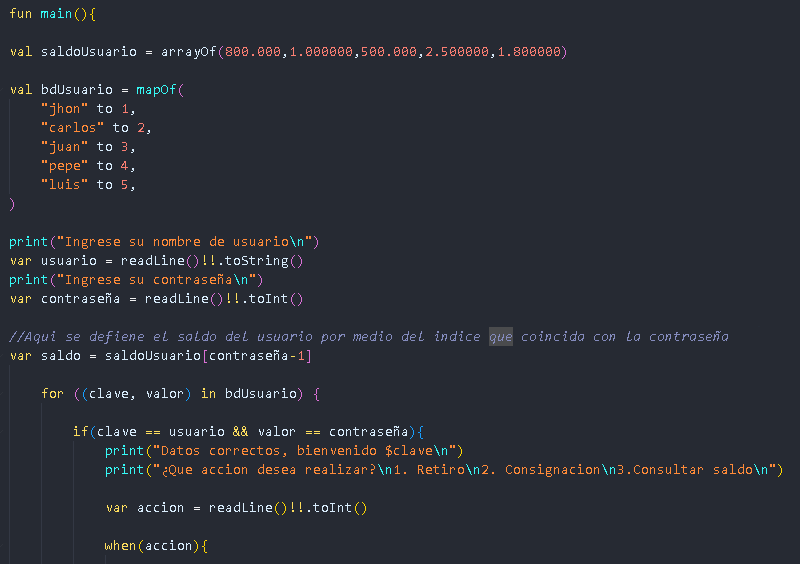 fun main(){
val saldoUsuario = arrayOf(800.000,1.000000,500.000,2.500000,1.800000)
val bdUsuario = mapOf(
"jhon" to 1,
"carlos" to 2,
"juan" to 3,
"pepe" to 4,
"luis" to 5,
)
print("Ingrese su nombre de usuario\n")
var usuario = readLine()!!.toString()
print("Ingrese su contraseña\n")
var contraseña = readLine()!!.toInt()
//Aqui se defiene el saldo del usuario por medio del indice que coincida con la contraseña
var saldo = saldoUsuario[contraseña-1]
for ((clave, valor) in bdUsuario) {
if(clave == usuario && valor == contraseña){
print("Datos correctos, bienvenido $clave\n")
print("¿Que accion desea realizar?\n1. Retiro\n2. Consignacion\n3.Consultar saldo\n")
var accion = readLine()!!.toInt()
when(accion){